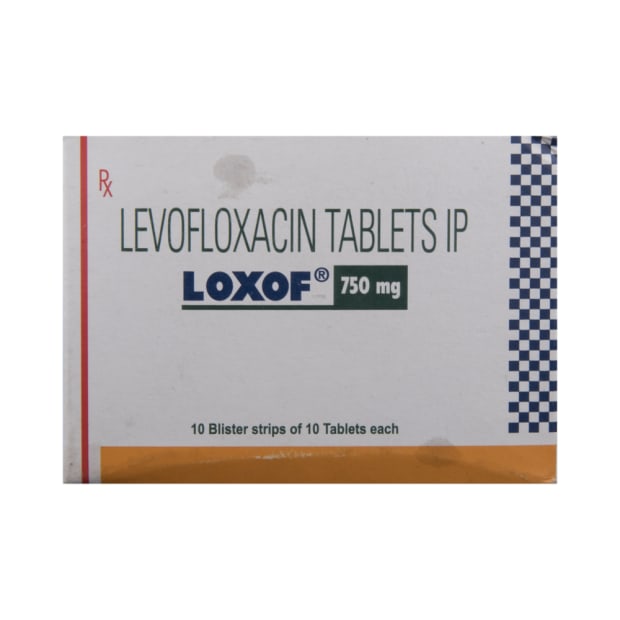 Rx
LEVOFLOXACIN TABLETS IP
LOXOF® 750 mg
10 Blister strips of 10 Tablets each